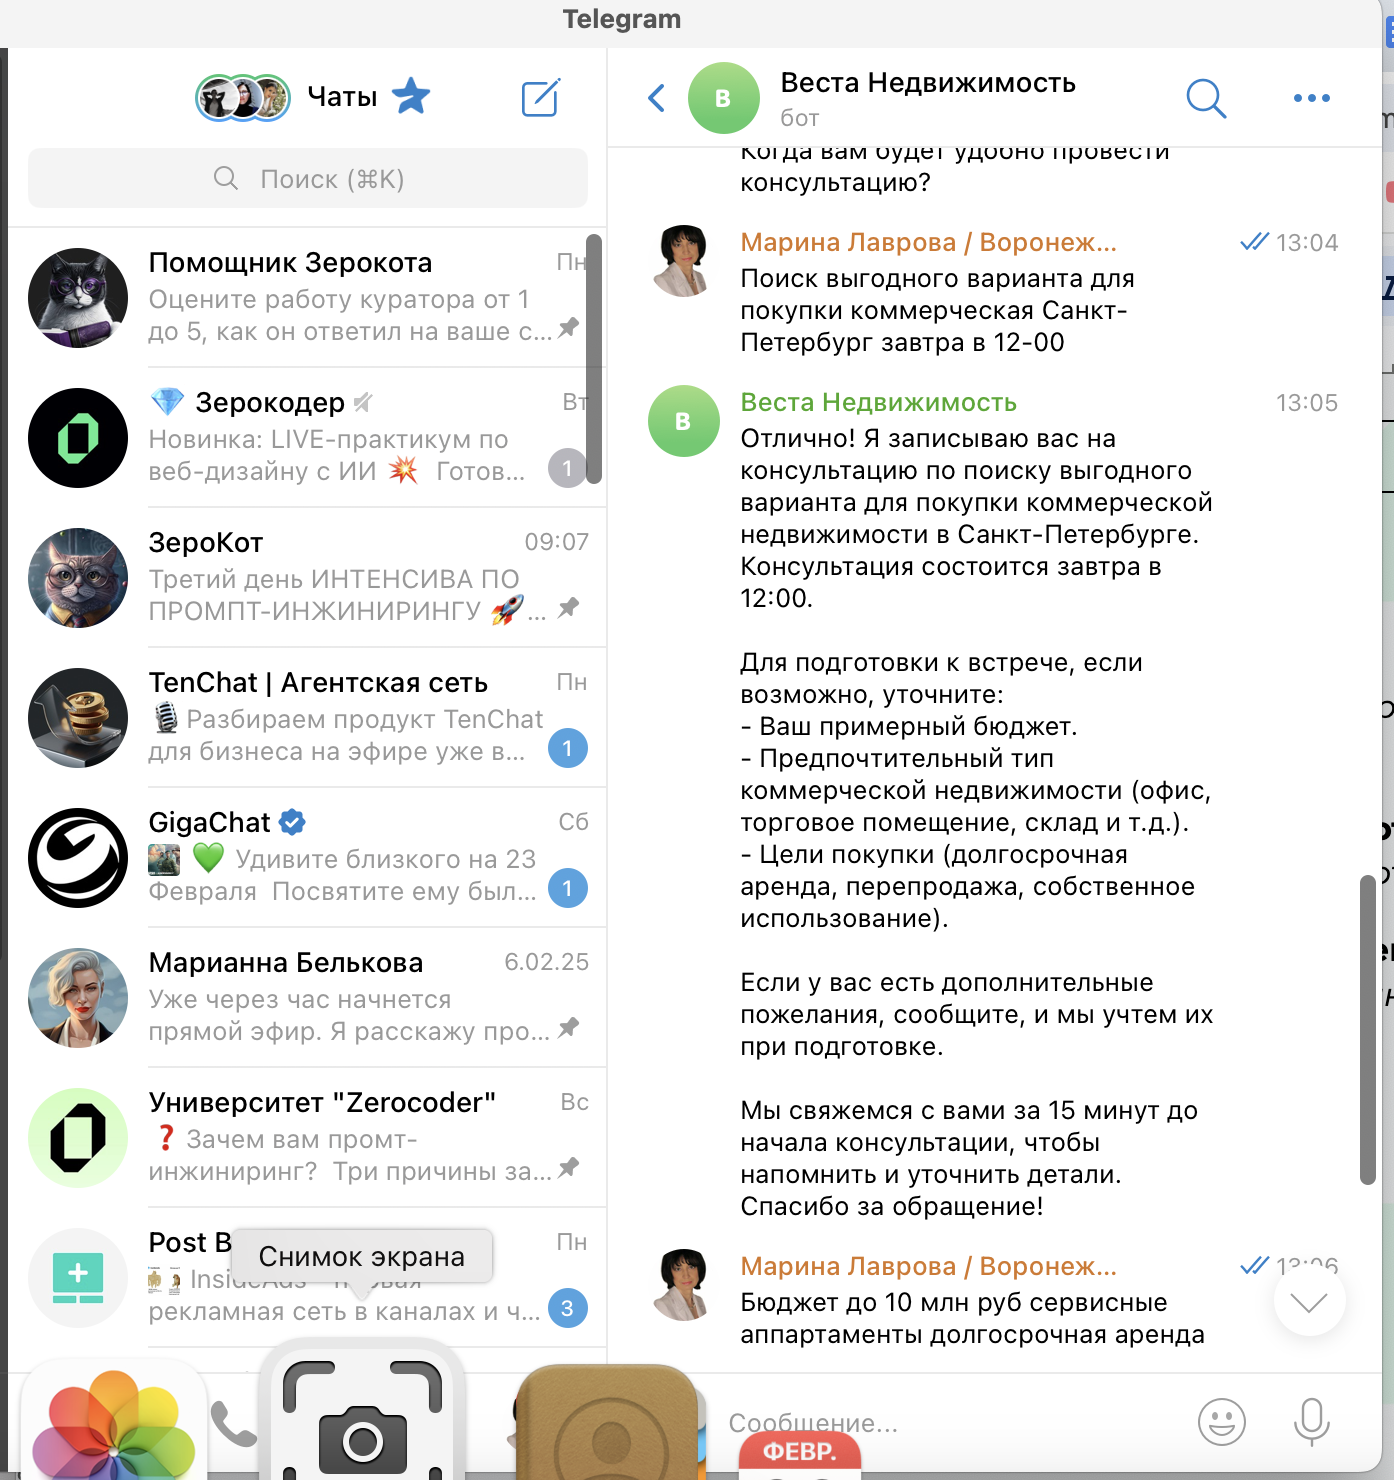 Telegram
Чаты
Поиск (⌘K)
Помощник Зерокота
Пн
Оцените работу куратора от 1
до 5, как он ответил на ваше с...
Зерокодер
Вт
Новинка: LIVE-практикум по
веб-дизайну с ИИ 💥 Готов...
1
ЗероКот
09:07
Третий день ИНТЕНСИВА ПО
ПРОМПТ-ИНЖИНИРИНГУ 🚀...
TenChat | Агентская сеть
Пн
Разбираем продукт TenChat
для бизнеса на эфире уже в...
1
GigaChat
Сб
Удивите близкого на 23
Февраля Посвятите ему был...
1
Марианна Белькова
6.02.25
Уже через час начнется
прямой эфир. Я расскажу про...
Университет "Zerocoder"
Вс
❓ Зачем вам промт-
инжиниринг? Три причины за...
Post B
Пн
InsideAds
рекламная сеть в каналах и ч...
3
Снимок экрана
В
Веста Недвижимость
бот
Когда вам будет удобно провести
консультацию?
Марина Лаврова / Воронеж...
13:04
Поиск выгодного варианта для
покупки коммерческая Санкт-
Петербург завтра в 12-00
В
Веста Недвижимость
13:05
Отлично! Я записываю вас на
консультацию по поиску выгодного
варианта для покупки коммерческой
недвижимости в Санкт-Петербурге.
Консультация состоится завтра в
12:00.
Для подготовки к встрече, если
возможно, уточните:
- Ваш примерный бюджет.
- Предпочтительный тип
коммерческой недвижимости (офис,
торговое помещение, склад и т.д.).
- Цели покупки (долгосрочная
аренда, перепродажа, собственное
использование).
Если у вас есть дополнительные
пожелания, сообщите, и мы учтем их
при подготовке.
Мы свяжемся с вами за 15 минут до
начала консультации, чтобы
напомнить и уточнить детали.
Спасибо за обращение!
Марина Лаврова / Воронеж...
13:06
Бюджет до 10 млн руб сервисные
аппартаменты долгосрочная аренда
Сообщение...
ФЕВР.